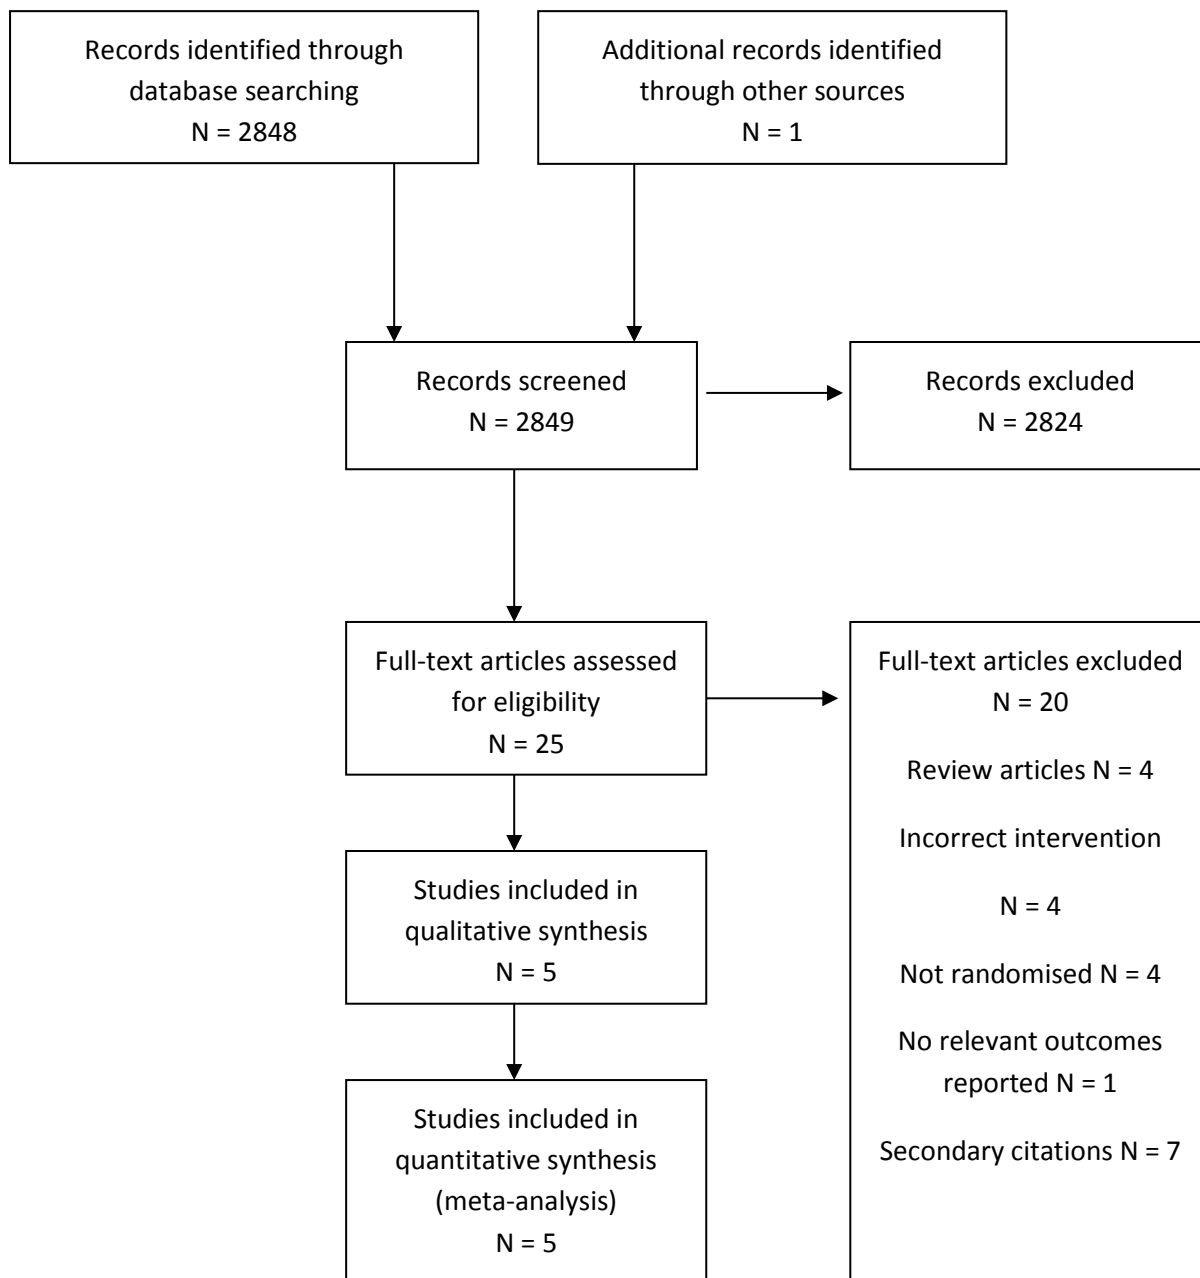 Records identified through
database searching
N = 2848
Additional records identified
through other sources
N = 1
Records screened
N = 2849
Records excluded
N = 2824
Full-text articles assessed
for eligibility
N = 25
Full-text articles excluded
N = 20
Review articles N = 4
Incorrect intervention
N = 4
Not randomised N = 4
No relevant outcomes
reported N = 1
Secondary citations N = 7
Studies included in
qualitative synthesis
N = 5
Studies included in
quantitative synthesis
(meta-analysis)
N = 5